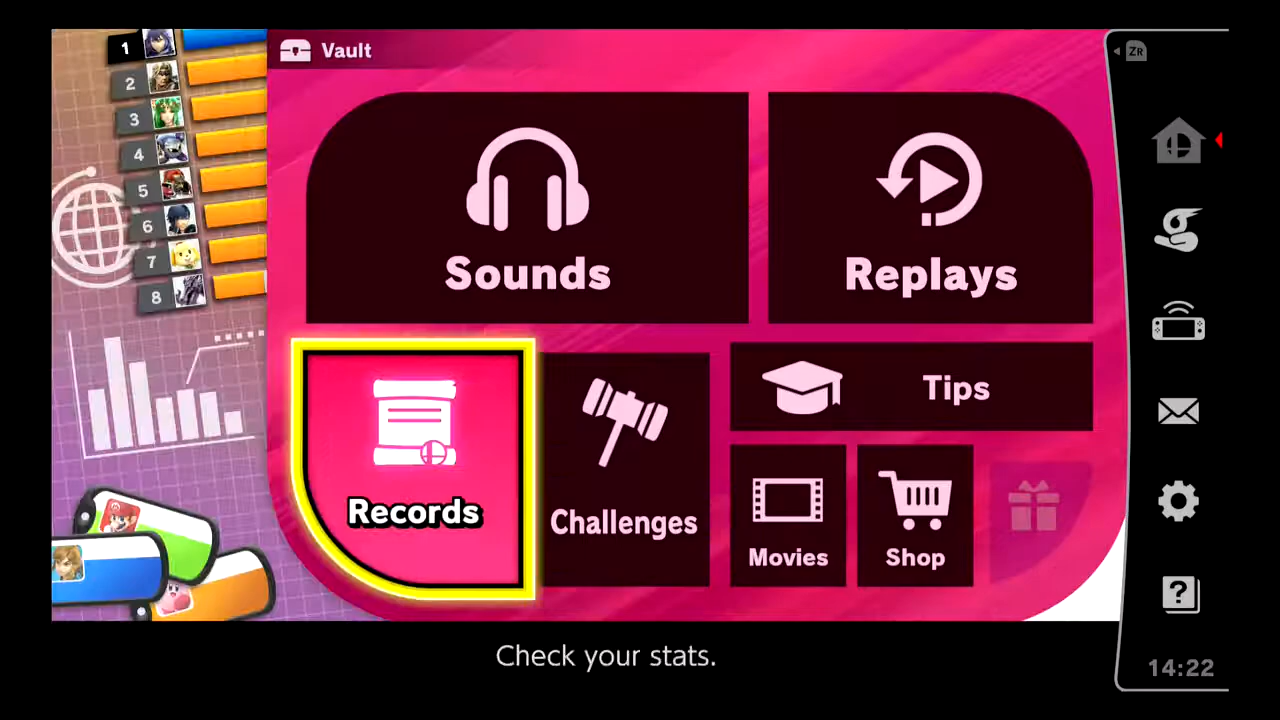 Vault
ZR
1
2
3
4
5
6
7
8
Sounds
Replays
Records
Challenges
Tips
Movies
Shop
?
Check your stats.
14:22